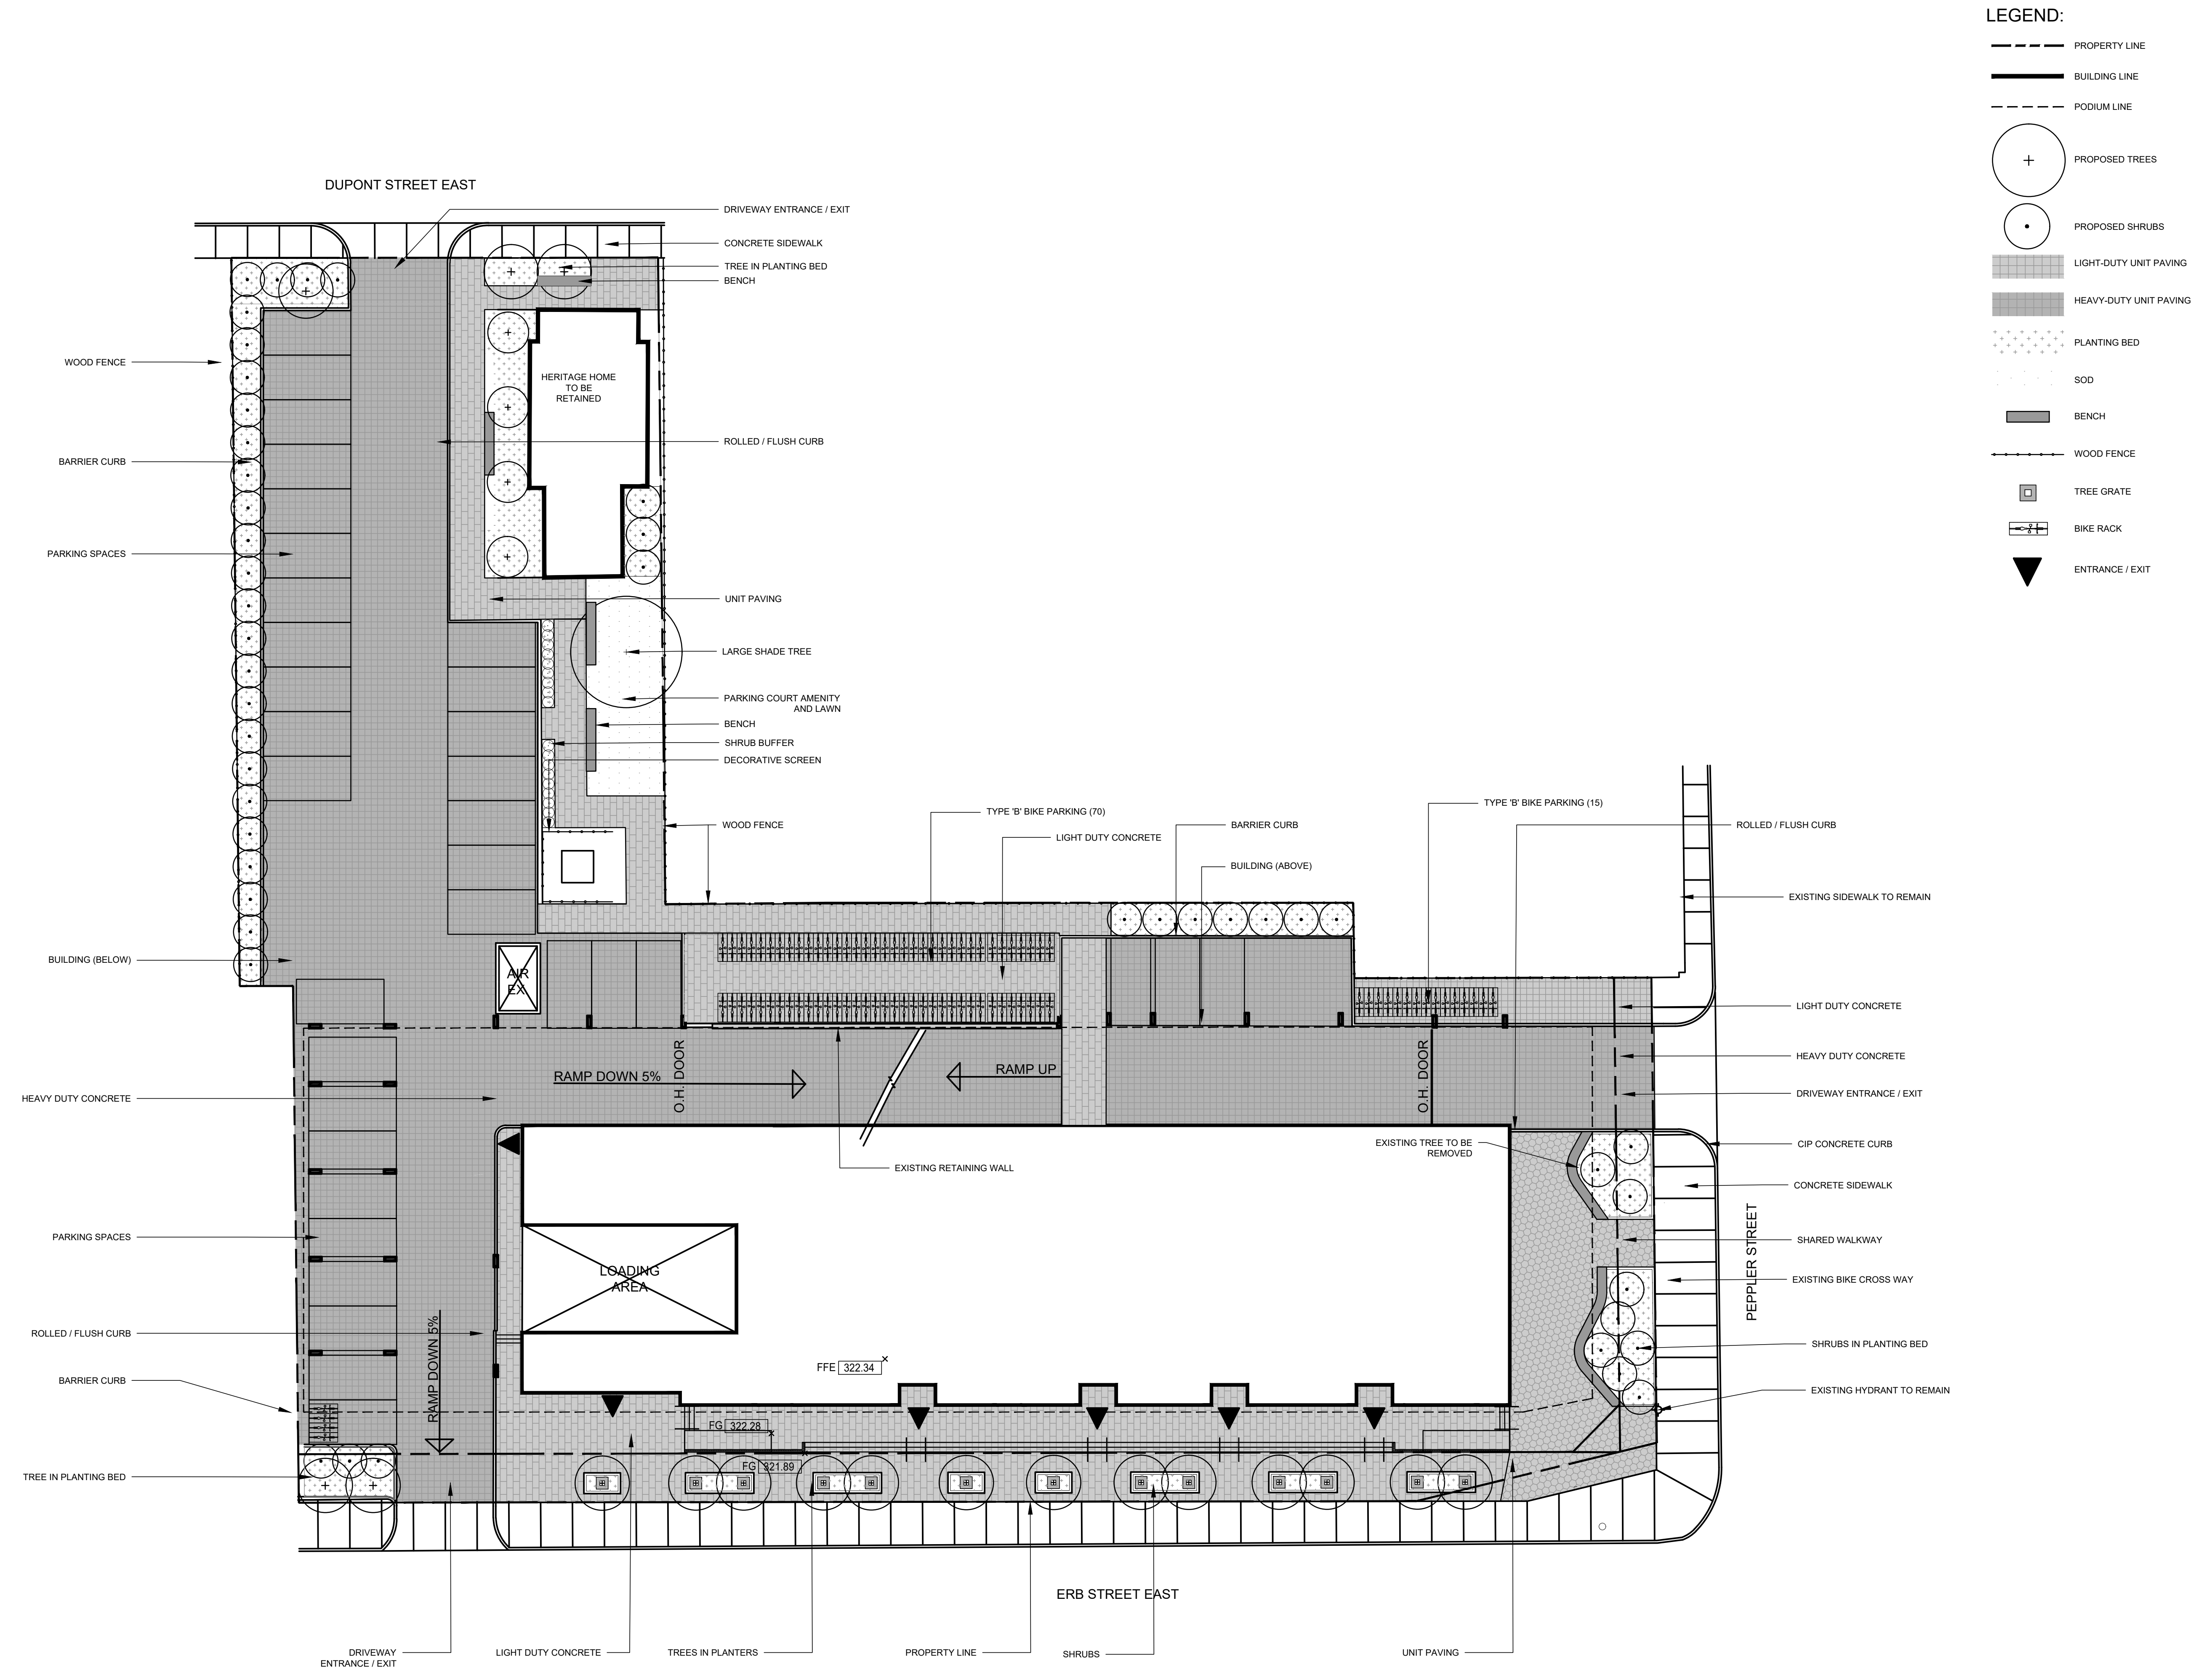 LEGEND:
PROPERTY LINE
BUILDING LINE
PODIUM LINE
PROPOSED TREES
PROPOSED SHRUBS
LIGHT-DUTY UNIT PAVING
HEAVY-DUTY UNIT PAVING
PLANTING BED
SOD
BENCH
WOOD FENCE
TREE GRATE
BIKE RACK
ENTRANCE / EXIT
DUPONT STREET EAST
DRIVEWAY ENTRANCE / EXIT
CONCRETE SIDEWALK
TREE IN PLANTING BED
BENCH
WOOD FENCE
HERITAGE HOME
TO BE
RETAINED
ROLLED / FLUSH CURB
BARRIER CURB
PARKING SPACES
UNIT PAVING
LARGE SHADE TREE
PARKING COURT AMENITY
AND LAWN
BENCH
SHRUB BUFFER
DECORATIVE SCREEN
WOOD FENCE
TYPE 'B' BIKE PARKING (70)
LIGHT DUTY CONCRETE
BARRIER CURB
BUILDING (ABOVE)
TYPE 'B' BIKE PARKING (15)
ROLLED / FLUSH CURB
EXISTING SIDEWALK TO REMAIN
BUILDING (BELOW)
AIR
EX.
LIGHT DUTY CONCRETE
HEAVY DUTY CONCRETE
DRIVEWAY ENTRANCE / EXIT
RAMP DOWN 5%
O.H. DOOR
RAMP UP
O.H. DOOR
HEAVY DUTY CONCRETE
EXISTING RETAINING WALL
EXISTING TREE TO BE
REMOVED
CIP CONCRETE CURB
CONCRETE SIDEWALK
SHARED WALKWAY
PEPPLER STREET
EXISTING BIKE CROSS WAY
PARKING SPACES
LOADING
AREA
ROLLED / FLUSH CURB
RAMP DOWN 5%
SHRUBS IN PLANTING BED
FFE 322.34
BARRIER CURB
EXISTING HYDRANT TO REMAIN
FG 322.28
FG 321.89
TREE IN PLANTING BED
ERB STREET EAST
DRIVEWAY
ENTRANCE / EXIT
LIGHT DUTY CONCRETE
TREES IN PLANTERS
PROPERTY LINE
SHRUBS
UNIT PAVING